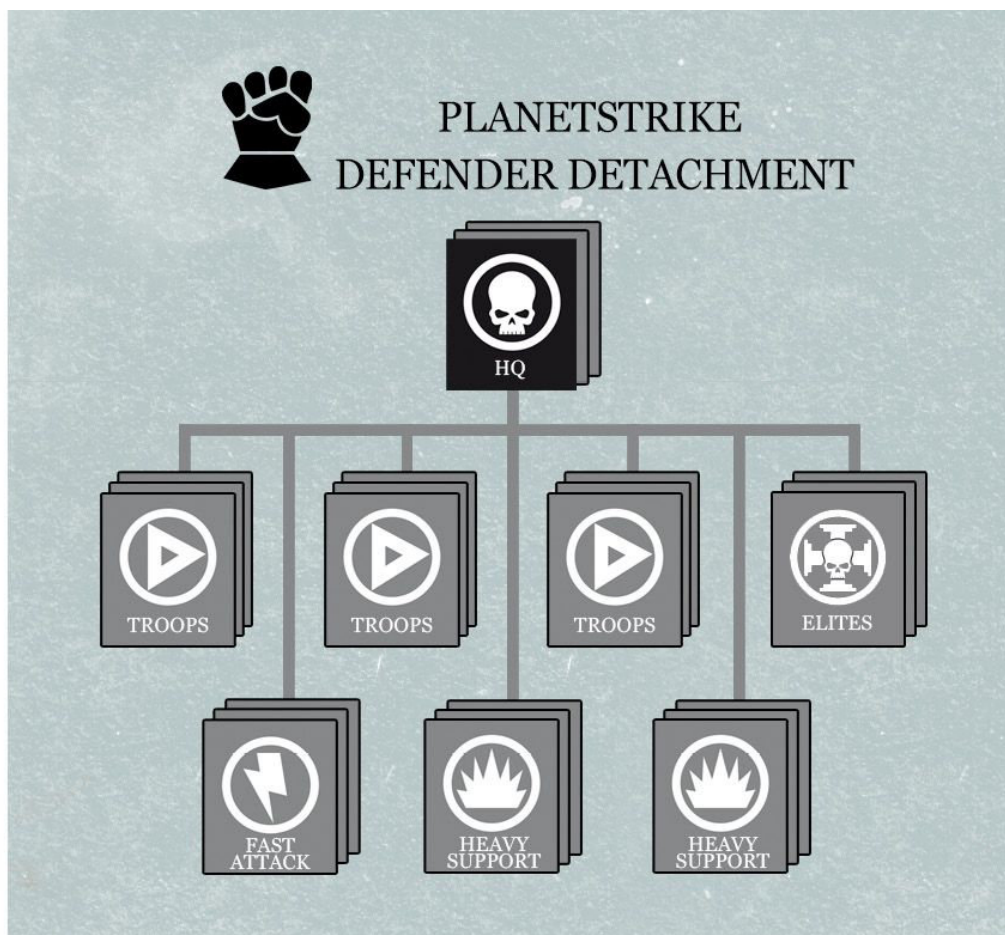 PLANETSTRIKE
DEFENDER DETACHMENT
HQ
TROOPS
TROOPS
TROOPS
ELITES
FAST
ATTACK
HEAVY
SUPPORT
HEAVY
SUPPORT